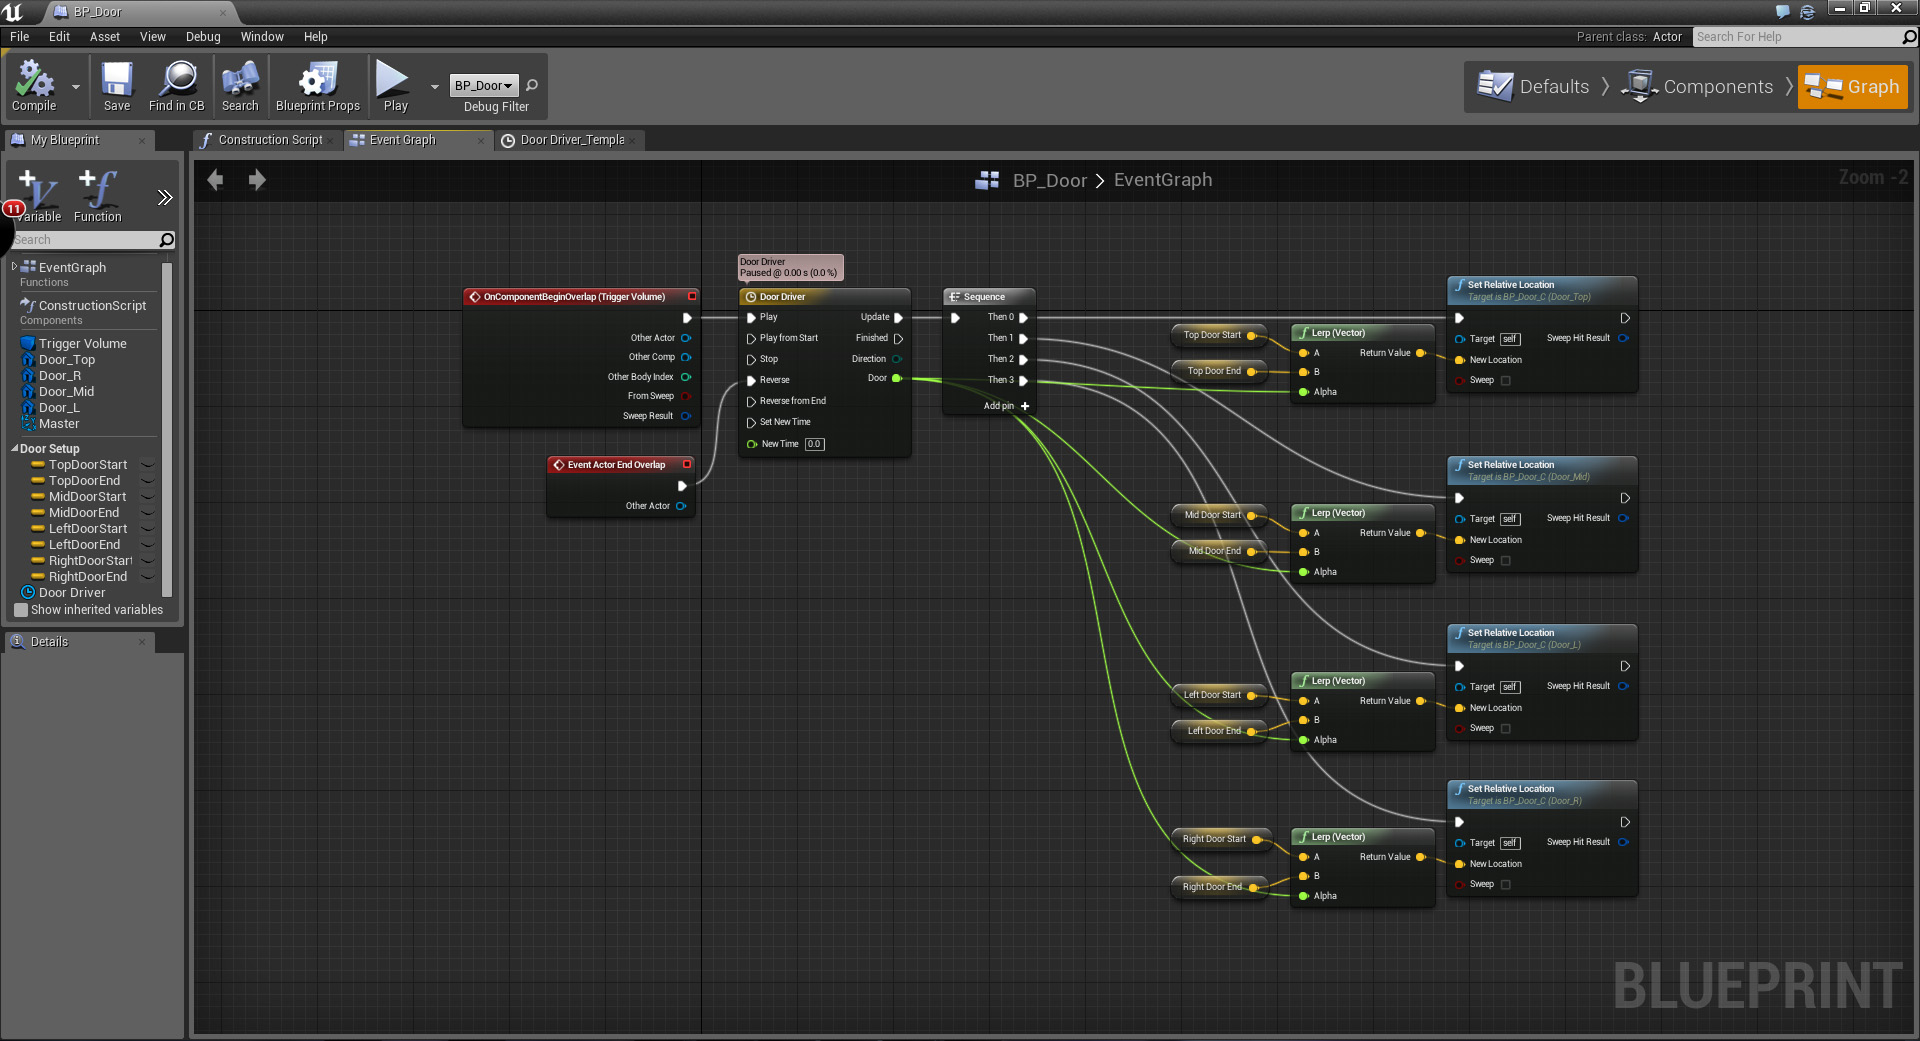 BP_Door
File Edit Asset View Debug Window Help
Parent class: Actor
Search For Help
Compile
Save
Find in CB
Search
Blueprint Props
Play
BP_Door
Debug Filter
Defaults
Components
Graph
My Blueprint
Construction Script
Event Graph
Door Driver_Templa
11
Variable
Function
Search
EventGraph
Functions
ConstructionScript
Components
Trigger Volume
Door_Top
Door_R
Door_Mid
Door_L
Master
Door Setup
TopDoorStart
TopDoorEnd
MidDoorStart
MidDoorEnd
LeftDoorStart
LeftDoorEnd
RightDoorStart
RightDoorEnd
Door Driver
Show inherited variables
Details
BP_Door > EventGraph
Zoom -2
OnComponentBeginOverlap (Trigger Volume)
Other Actor
Other Comp
Other Body Index
From Sweep
Sweep Result
Event Actor End Overlap
Other Actor
Door Driver
Paused @ 0.00 s (0.0 %)
Door Driver
Play
Update
Play from Start
Finished
Stop
Direction
Reverse
Door
Reverse from End
Set New Time
New Time 0.0
Sequence
Then 0
Then 1
Then 2
Then 3
Add pin
Top Door Start
Top Door End
Lerp (Vector)
A
Return Value
B
Alpha
Set Relative Location
Target is BP_Door_C (Door_Top)
Target self
Sweep Hit Result
New Location
Sweep
Mid Door Start
Mid Door End
Lerp (Vector)
A
Return Value
B
Alpha
Set Relative Location
Target is BP_Door_C (Door_Mid)
Target self
Sweep Hit Result
New Location
Sweep
Left Door Start
Left Door End
Lerp (Vector)
A
Return Value
B
Alpha
Set Relative Location
Target is BP_Door_C (Door_L)
Target self
Sweep Hit Result
New Location
Sweep
Right Door Start
Right Door End
Lerp (Vector)
A
Return Value
B
Alpha
Set Relative Location
Target is BP_Door_C (Door_R)
Target self
Sweep Hit Result
New Location
Sweep
BLUEPRINT